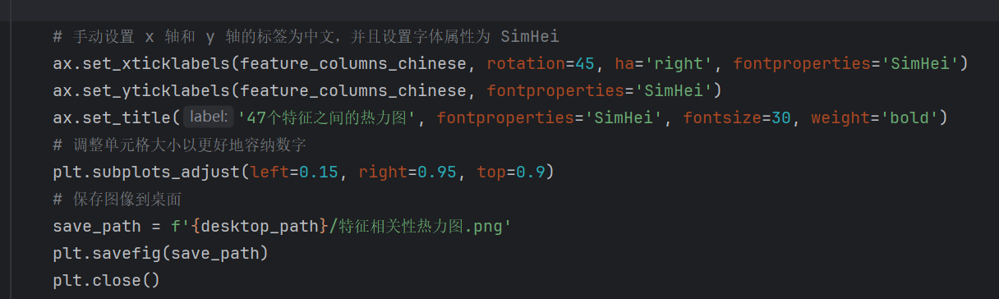 # 手动设置 x 轴和 y 轴的标签为中文，并且设置字体属性为 SimHei
ax.set_xticklabels(feature_columns_chinese, rotation=45, ha='right', fontproperties='SimHei')
ax.set_yticklabels(feature_columns_chinese, fontproperties='SimHei')
ax.set_title( label: '47个特征之间的热力图', fontproperties='SimHei', fontsize=30, weight='bold')
# 调整单元格大小以更好地容纳数字
plt.subplots_adjust(left=0.15, right=0.95, top=0.9)
# 保存图像到桌面
save_path = f'{desktop_path}/特征相关性热力图.png'
plt.savefig(save_path)
plt.close()